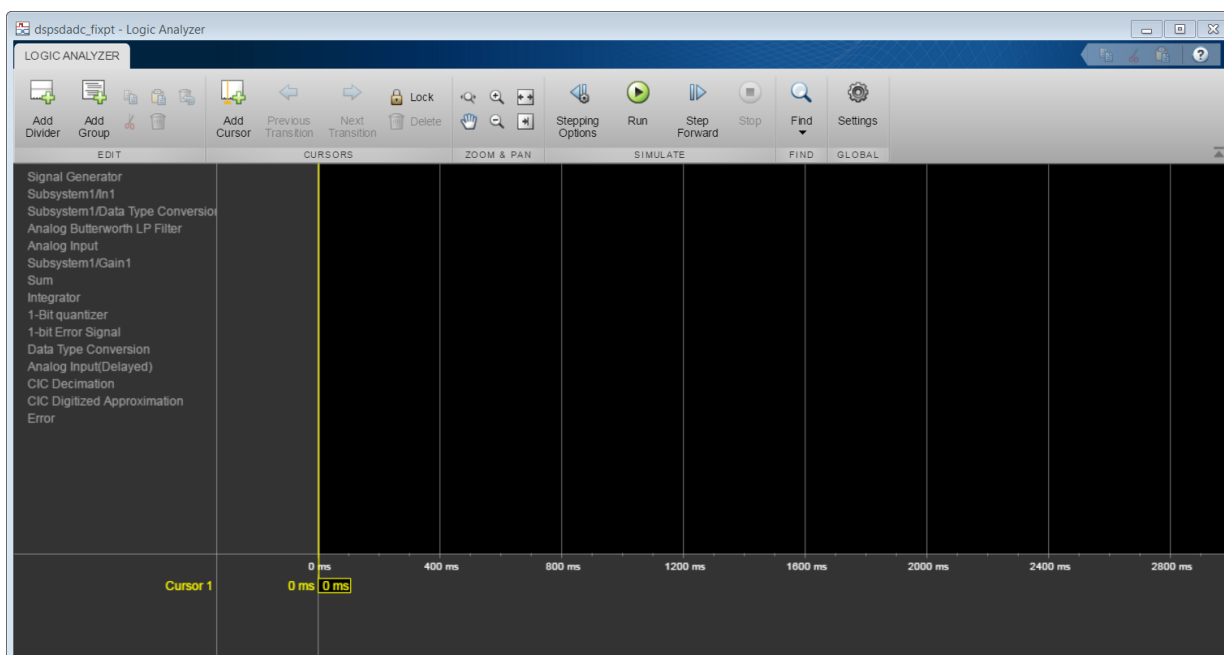 dspsdadc_fixpt - Logic Analyzer
LOGIC ANALYZER
?
Add Divider
Add Group
Add Cursor
Previous Transition
Next Transition
Lock
Delete
Stepping Options
Run
Step Forward
Stop
Find
Settings
EDIT
CURSORS
ZOOM & PAN
SIMULATE
FIND
GLOBAL
Signal Generator
Subsystem1/In1
Subsystem1/Data Type Conversion
Analog Butterworth LP Filter
Analog Input
Subsystem1/Gain1
Sum
Integrator
1-Bit quantizer
1-bit Error Signal
Data Type Conversion
Analog Input(Delayed)
CIC Decimation
CIC Digitized Approximation
Error
0 ms 400 ms 800 ms 1200 ms 1600 ms 2000 ms 2400 ms 2800 ms
Cursor 1 0 ms 0 ms